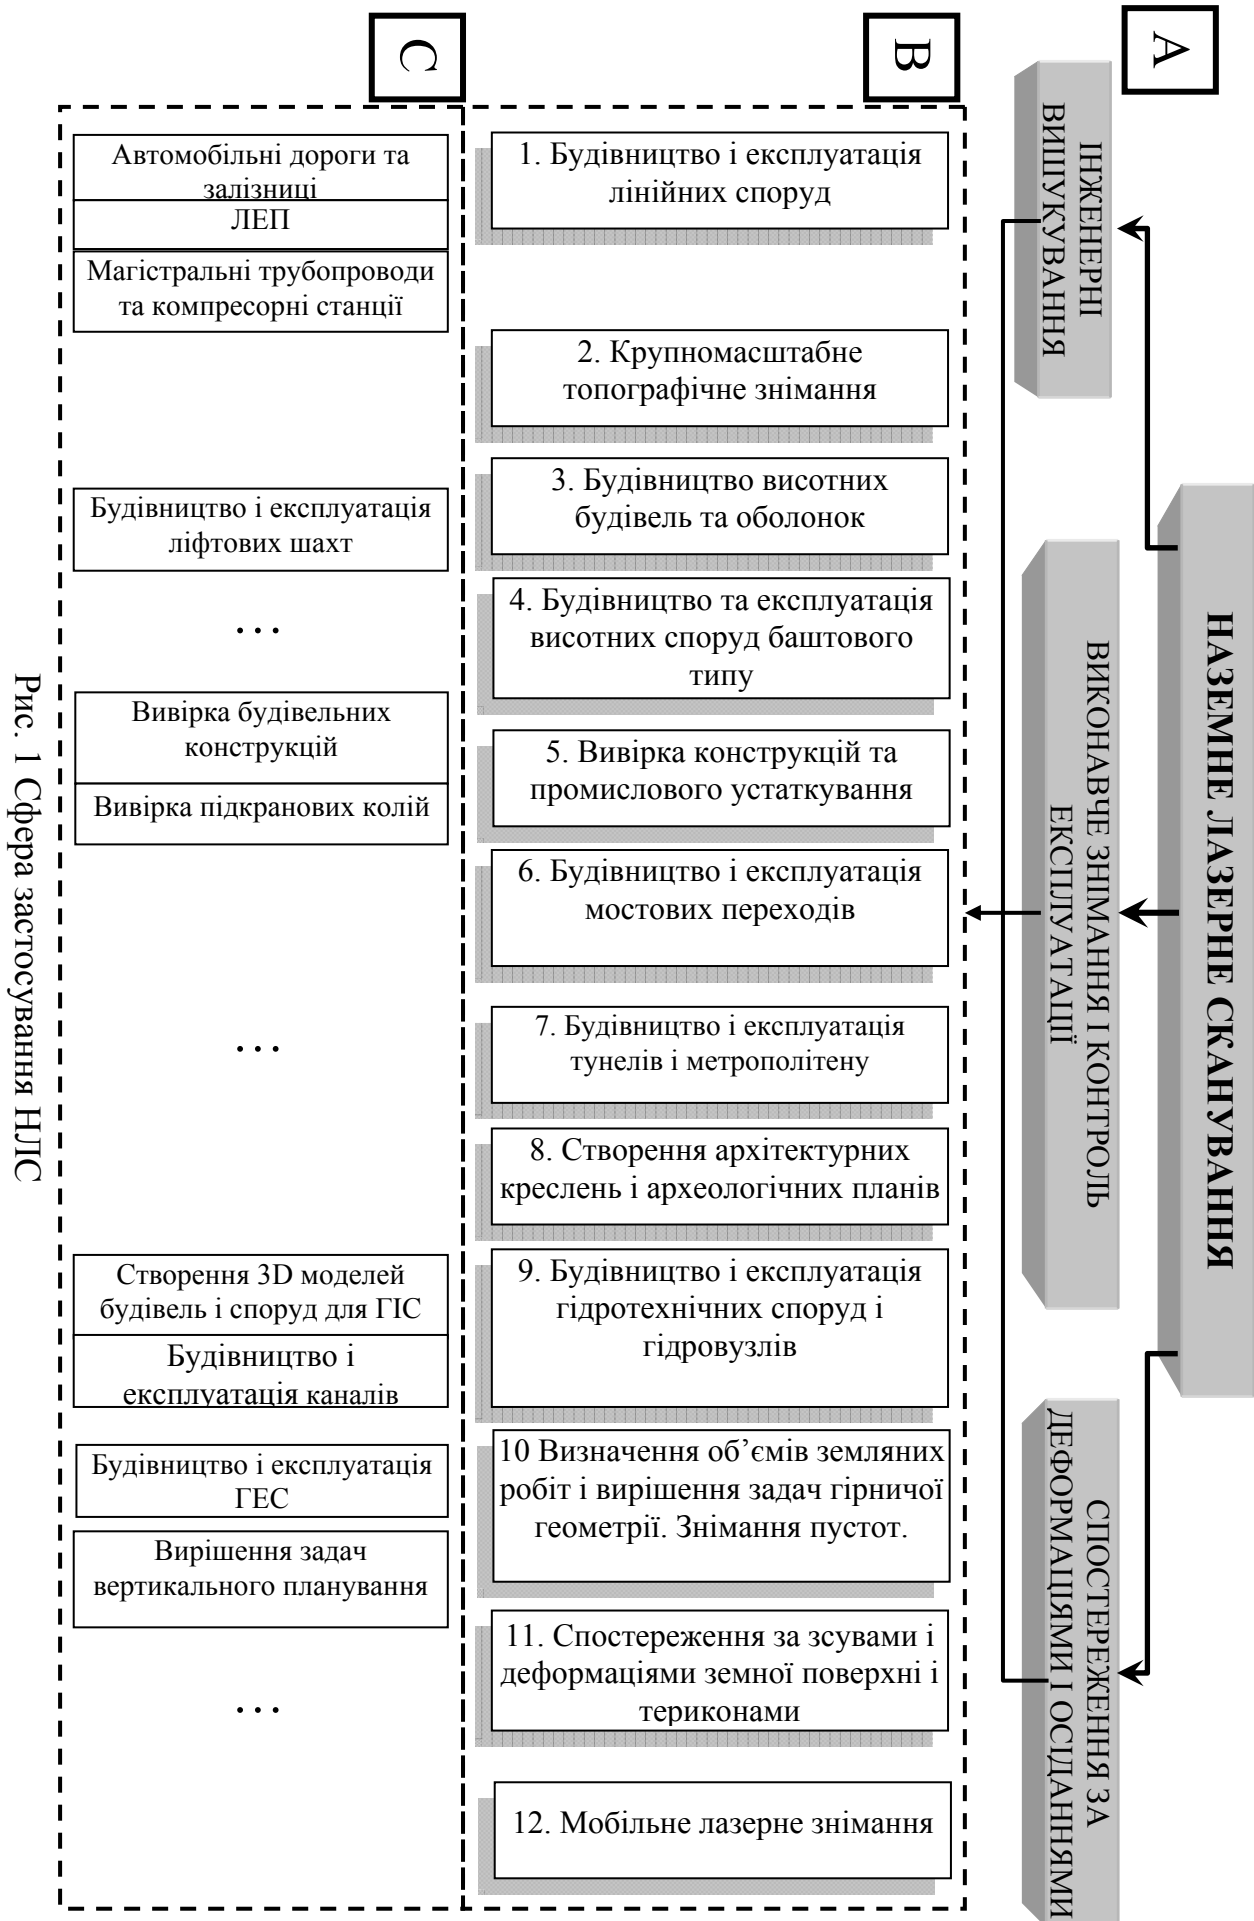 A
НАЗЕМНЕ ЛАЗЕРНЕ СКАНУВАННЯ
ІНЖЕНЕРНІ
ВИШУКУВАННЯ
ВИКОНАВЧЕ ЗНІМАННЯ І КОНТРОЛЬ
ЕКСПЛУАТАЦІЇ
СПОСТЕРЕЖЕННЯ ЗА
ДЕФОРМАЦІЯМИ І ОСІДАННЯМИ
B
1. Будівництво і експлуатація
лінійних споруд
2. Крупномасштабне
топографічне знімання
3. Будівництво висотних
будівель та оболонок
4. Будівництво та експлуатація
висотних споруд баштового
типу
5. Вивірка конструкцій та
промислового устаткування
6. Будівництво і експлуатація
мостових переходів
7. Будівництво і експлуатація
тунелів і метрополітену
8. Створення архітектурних
креслень і археологічних планів
9. Будівництво і експлуатація
гідротехнічних споруд і
гідровузлів
10 Визначення об’ємів земляних
робіт і вирішення задач гірничої
геометрії. Знімання пустот.
11. Спостереження за зсувами і
деформаціями земної поверхні і
териконами
12. Мобільне лазерне знімання
C
Автомобільні дороги та
залізниці
ЛЕП
Магістральні трубопроводи
та компресорні станції
Будівництво і експлуатація
ліфтових шахт
…
Вивірка будівельних
конструкцій
Вивірка підкранових колій
…
Створення 3D моделей
будівель і споруд для ГІС
Будівництво і
експлуатація каналів
Будівництво і експлуатація
ГЕС
Вирішення задач
вертикального планування
…
Рис. 1 Сфера застосування НЛС